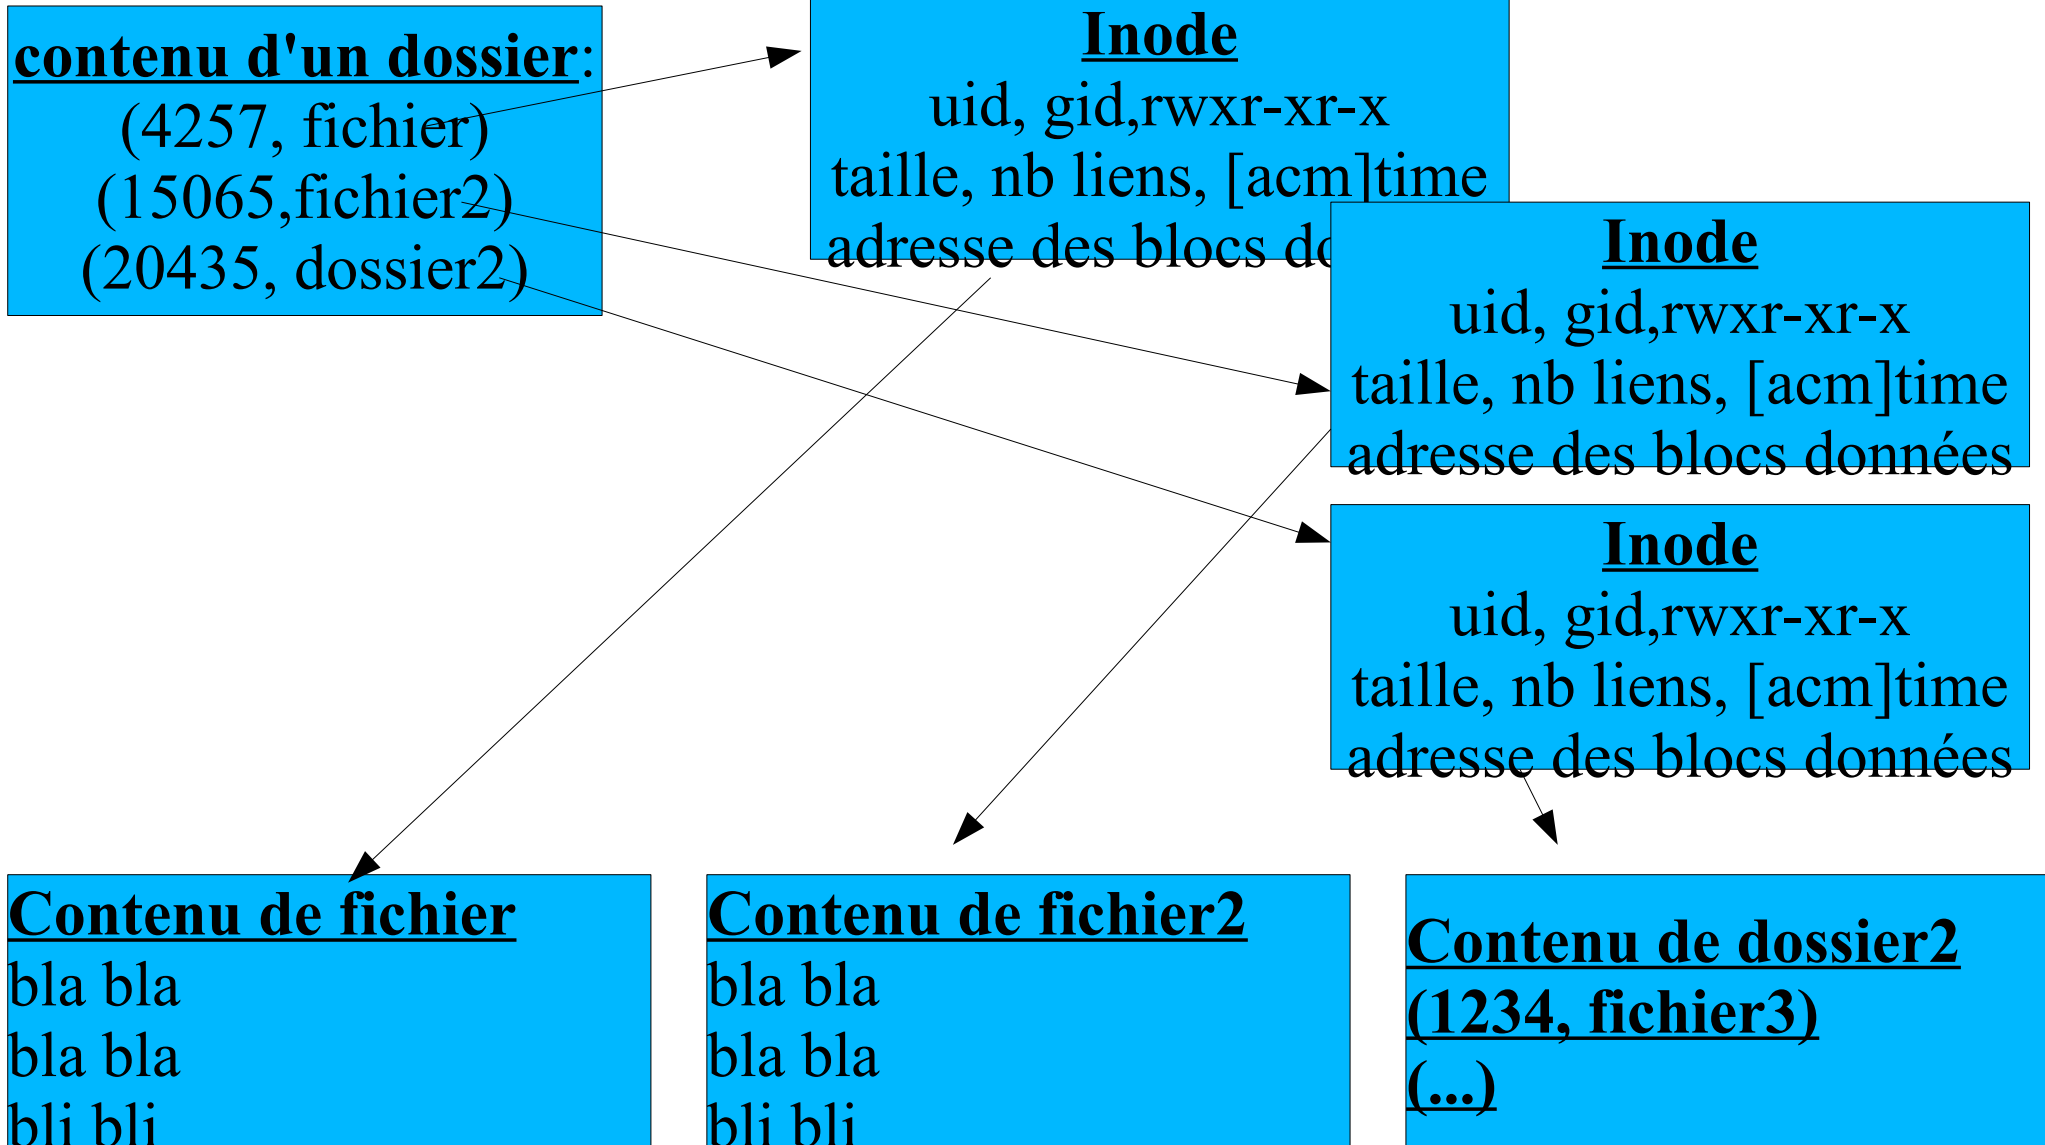 contenu d'un dossier:
(4257, fichier)
(15065,fichier2)
(20435, dossier2)
Inode
uid, gid,rwxr-xr-x
taille, nb liens, [acm]time
adresse des blocs
Inode
uid, gid,rwxr-xr-x
taille, nb liens, [acm]time
adresse des blocs données
Inode
uid, gid,rwxr-xr-x
taille, nb liens, [acm]time
adresse des blocs données
Contenu de fichier
bla bla
bla bla
bli bli
Contenu de fichier2
bla bla
bla bla
bli bli
Contenu de dossier2
(1234, fichier3)
(...)